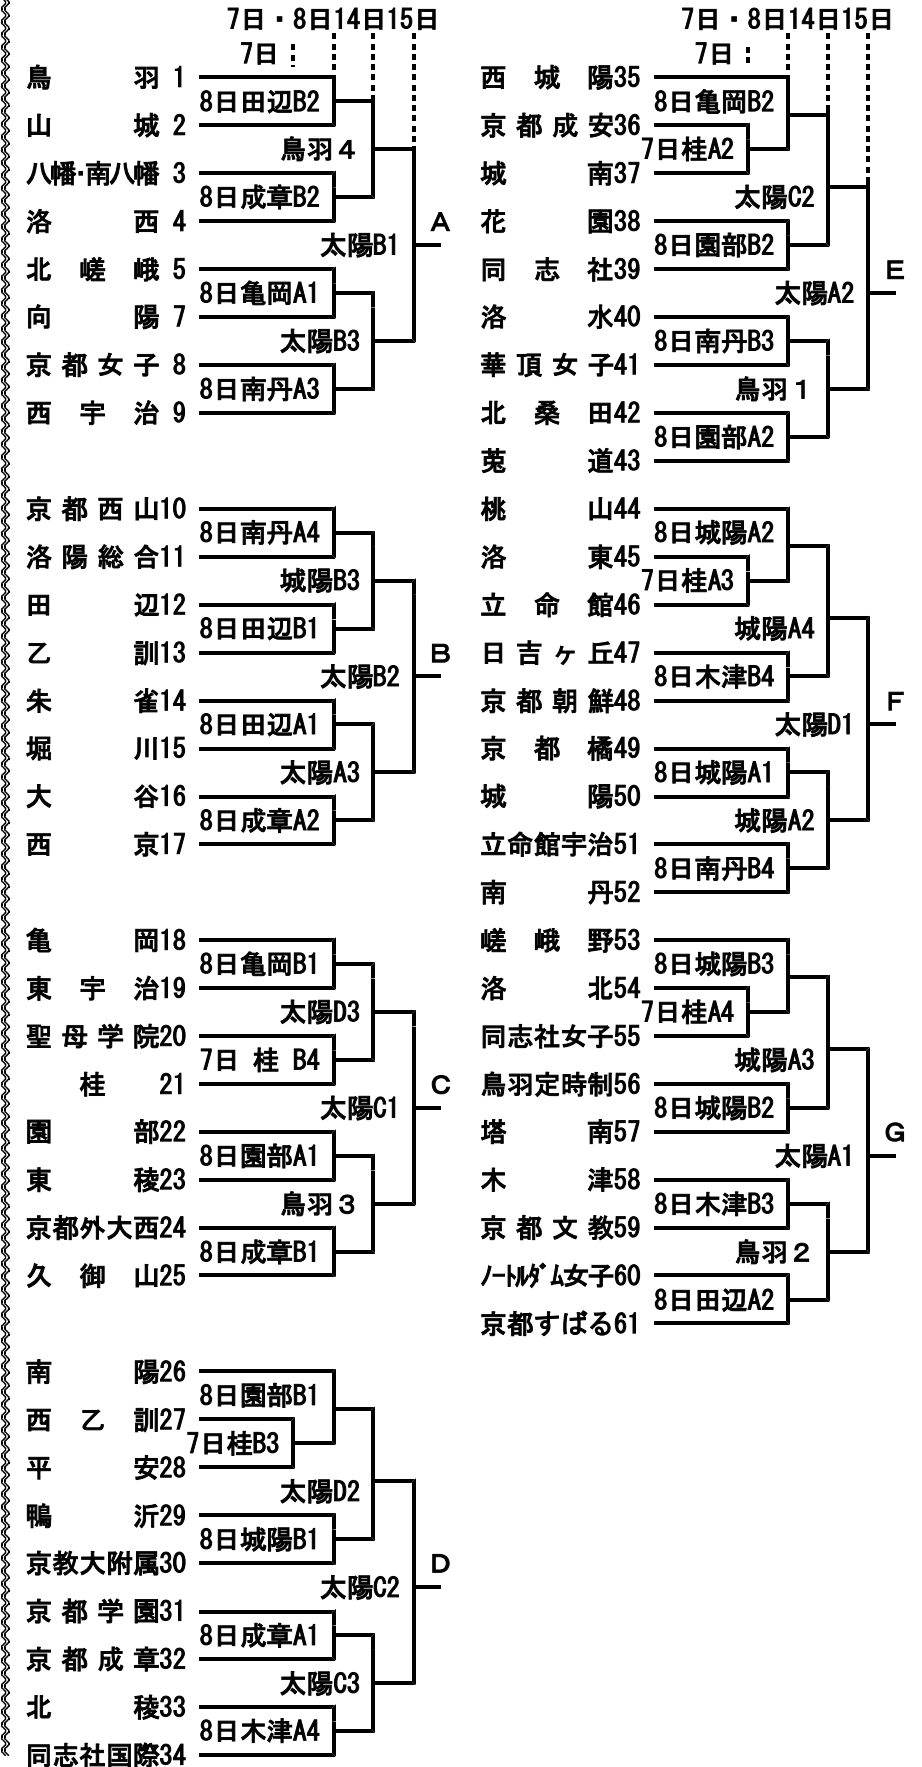 7日・8日14日15日
7日
鳥羽 1
8日田辺B2
山城 2
鳥羽４
八幡・南八幡 3
8日成章B2
洛西 4
A
太陽B1
北嵯峨 5
8日亀岡A1
向陽 7
太陽B3
京都女子 8
8日南丹A3
西宇治 9
京都西山10
8日南丹A4
洛陽総合11
城陽B3
田辺12
8日田辺B1
乙訓13
B
太陽B2
朱雀14
8日田辺A1
堀川15
太陽A3
大谷16
8日成章A2
西京17
亀岡18
8日亀岡B1
東宇治19
太陽D3
聖母学院20
7日 桂 B4
桂 21
C
太陽C1
園部22
8日園部A1
東稜23
鳥羽３
京都外大西24
8日成章B1
久御山25
南陽26
8日園部B1
西乙訓27
7日桂B3
平安28
太陽D2
鴨沂29
8日城陽B1
京教大附属30
D
太陽C2
京都学園31
8日成章A1
京都成章32
太陽C3
北稜33
8日木津A4
同志社国際34
7日・8日14日15日
7日
西城陽35
8日亀岡B2
京都成安36
7日桂A2
城南37
太陽C2
花園38
8日園部B2
同志社39
E
太陽A2
洛水40
8日南丹B3
華頂女子41
鳥羽１
北桑田42
8日園部A2
莵道43
桃山44
8日城陽A2
洛東45
7日桂A3
立命館46
城陽A4
日吉ヶ丘47
8日木津B4
京都朝鮮48
F
太陽D1
京都橘49
8日城陽A1
城陽50
城陽A2
立命館宇治51
8日南丹B4
南丹52
嵯峨野53
8日城陽B3
洛北54
7日桂A4
同志社女子55
城陽A3
鳥羽定時制56
8日城陽B2
塔南57
G
太陽A1
木津58
8日木津B3
京都文教59
鳥羽２
ﾉｰﾄﾙﾀﾞﾑ女子60
8日田辺A2
京都すばる61